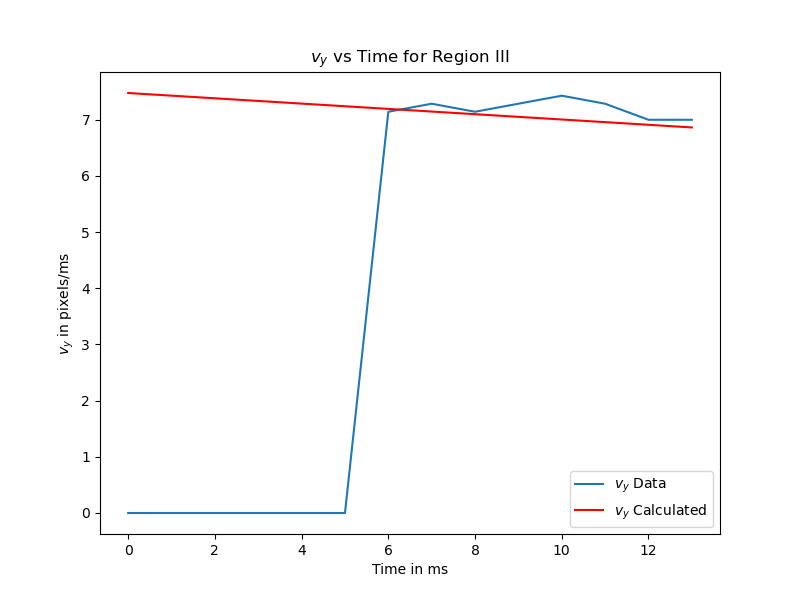 v_y vs Time for Region III
v_y in pixels/ms
7
6
5
4
3
2
1
0
0 2 4 6 8 10 12
Time in ms
v_y Data
v_y Calculated